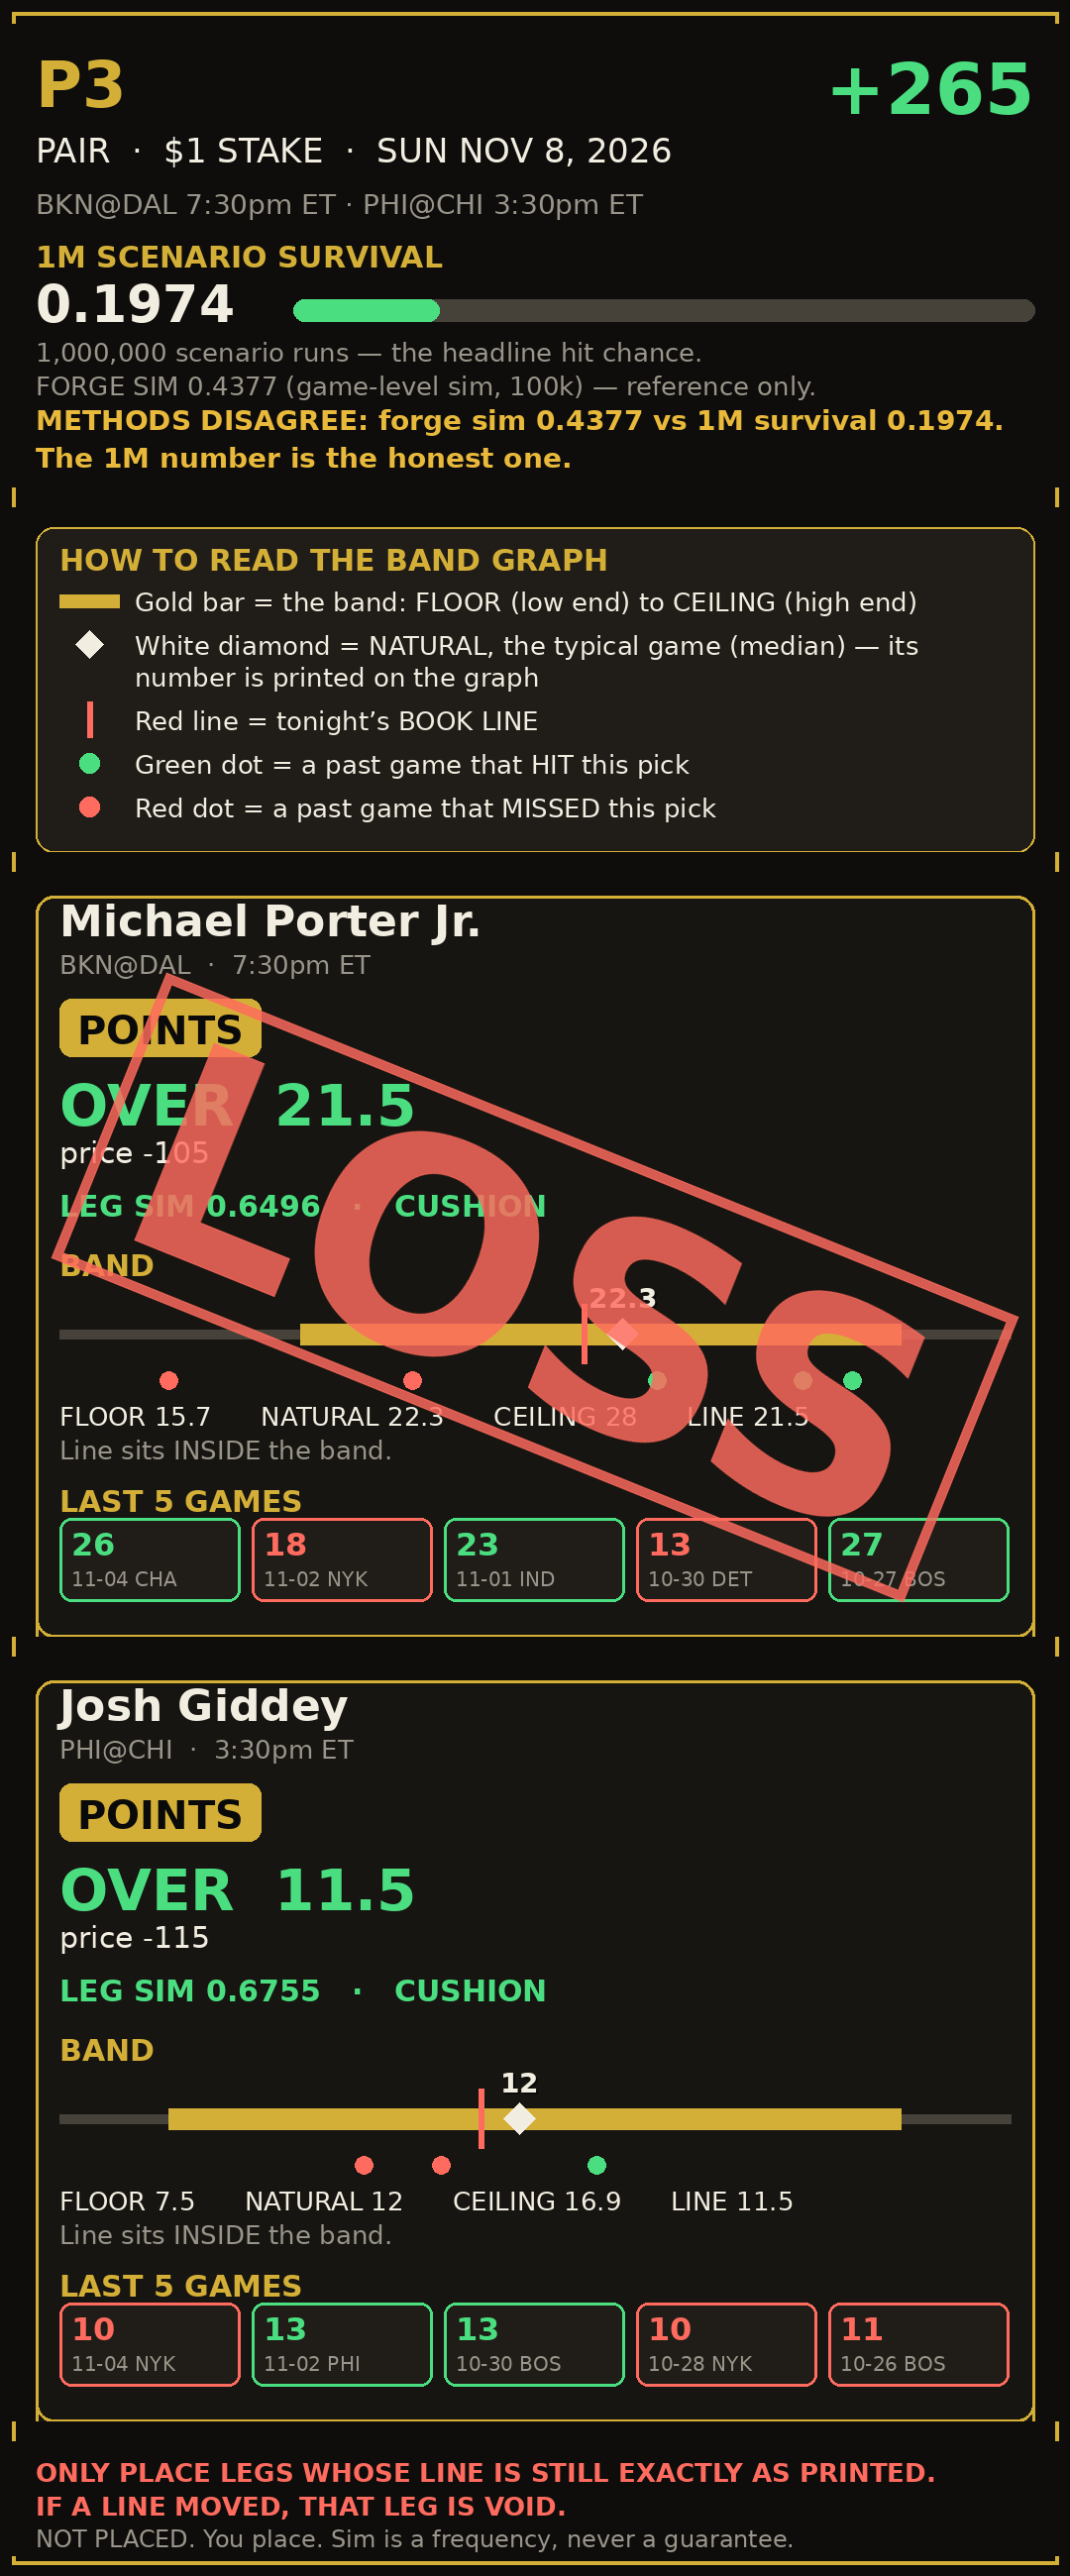 P3
+265
PAIR · $1 STAKE · SUN NOV 8, 2026
BKN@DAL 7:30pm ET · PHI@CHI 3:30pm ET
1M SCENARIO SURVIVAL
0.1974
1,000,000 scenario runs — the headline hit chance.
FORGE SIM 0.4377 (game-level sim, 100k) — reference only.
METHODS DISAGREE: forge sim 0.4377 vs 1M survival 0.1974.
The 1M number is the honest one.
HOW TO READ THE BAND GRAPH
Gold bar = the band: FLOOR (low end) to CEILING (high end)
White diamond = NATURAL, the typical game (median) — its
number is printed on the graph
Red line = tonight’s BOOK LINE
Green dot = a past game that HIT this pick
Red dot = a past game that MISSED this pick
Michael Porter Jr.
BKN@DAL · 7:30pm ET
POINTS
OVER 21.5
price -105
LEG SIM 0.6496 · CUSHION
BAND
22.3
FLOOR 15.7 NATURAL 22.3 CEILING 28 LINE 21.5
Line sits INSIDE the band.
LAST 5 GAMES
26 18 23 13 27
11-04 CHA 11-02 NYK 11-01 IND 10-30 DET 10-27 BOS
LOSS
Josh Giddey
PHI@CHI · 3:30pm ET
POINTS
OVER 11.5
price -115
LEG SIM 0.6755 · CUSHION
BAND
12
FLOOR 7.5 NATURAL 12 CEILING 16.9 LINE 11.5
Line sits INSIDE the band.
LAST 5 GAMES
10 13 13 10 11
11-04 NYK 11-02 PHI 10-30 BOS 10-28 NYK 10-26 BOS
ONLY PLACE LEGS WHOSE LINE IS STILL EXACTLY AS PRINTED.
IF A LINE MOVED, THAT LEG IS VOID.
NOT PLACED. You place. Sim is a frequency, never a guarantee.